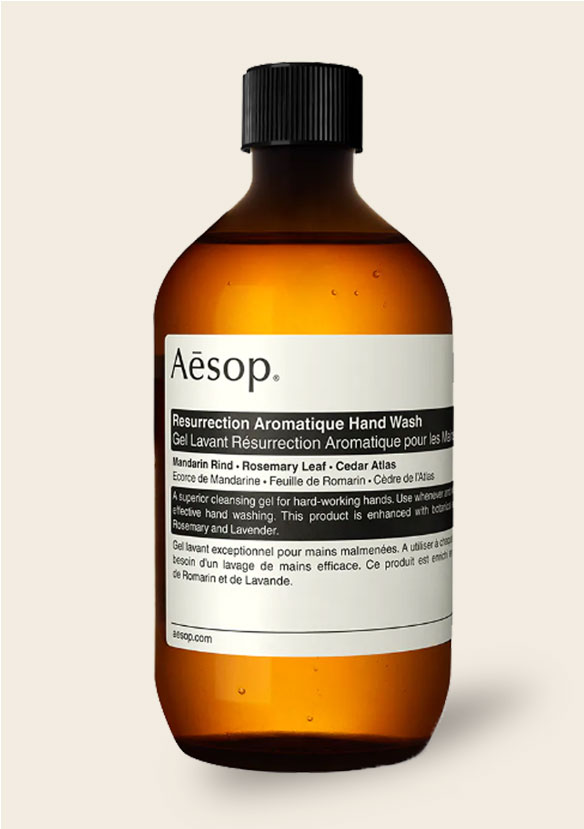 Aēsop®
Resurrection Aromatique Hand Wash
Gel Lavant Résurrection Aromatique pour les
Mandarin Rind • Rosemary Leaf • Cedar Atlas
Ecorce de Mandarine • Feuille de Romarin • Cèdre de l'Atlas
A superior cleansing gel for hard-working hands. Use whenever
effective hand washing. This product is enhanced with
Rosemary and Lavender.
Gel lavant exceptionnel pour mains malmenées. A utiliser à
besoin d'un lavage de mains efficace. Ce produit est
de Romarin et de Lavande.
aesop.com